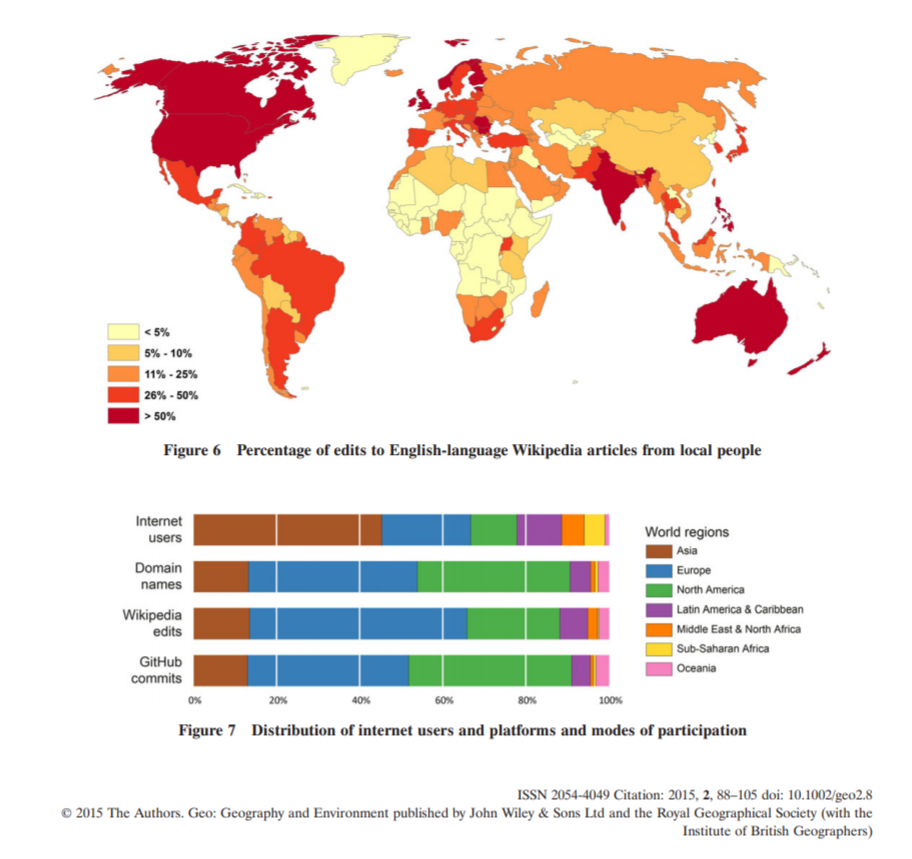 < 5%
5% - 10%
11% - 25%
26% - 50%
> 50%
Figure 6 Percentage of edits to English-language Wikipedia articles from local people
Internet
users
Domain
names
Wikipedia
edits
GitHub
commits
0% 20% 40% 60% 80% 100%
World regions
Asia
Europe
North America
Latin America & Caribbean
Middle East & North Africa
Sub-Saharan Africa
Oceania
Figure 7 Distribution of internet users and platforms and modes of participation
ISSN 2054-4049 Citation: 2015, 2, 88–105 doi: 10.1002/geo2.8
© 2015 The Authors. Geo: Geography and Environment published by John Wiley & Sons Ltd and the Royal Geographical Society (with the
Institute of British Geographers)